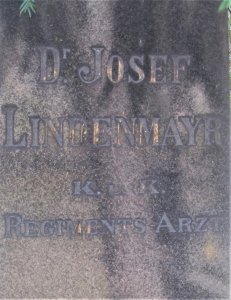 Dr JOSEF
LINDENMAYR
K. u. K.
REGIMENTS ARZT